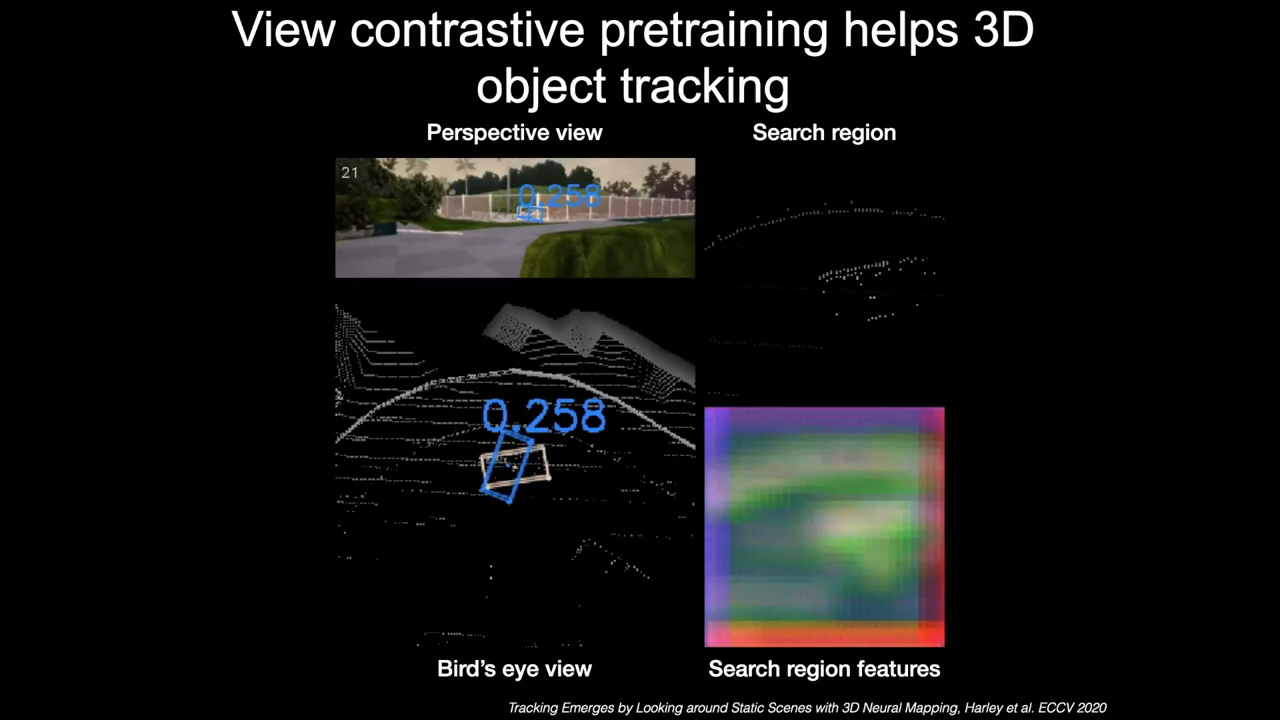 View contrastive pretraining helps 3D
object tracking
Perspective view
Search region
21
0.258
0.258
Bird's eye view
Search region features
Tracking Emerges by Looking around Static Scenes with 3D Neural Mapping, Harley et al. ECCV 2020